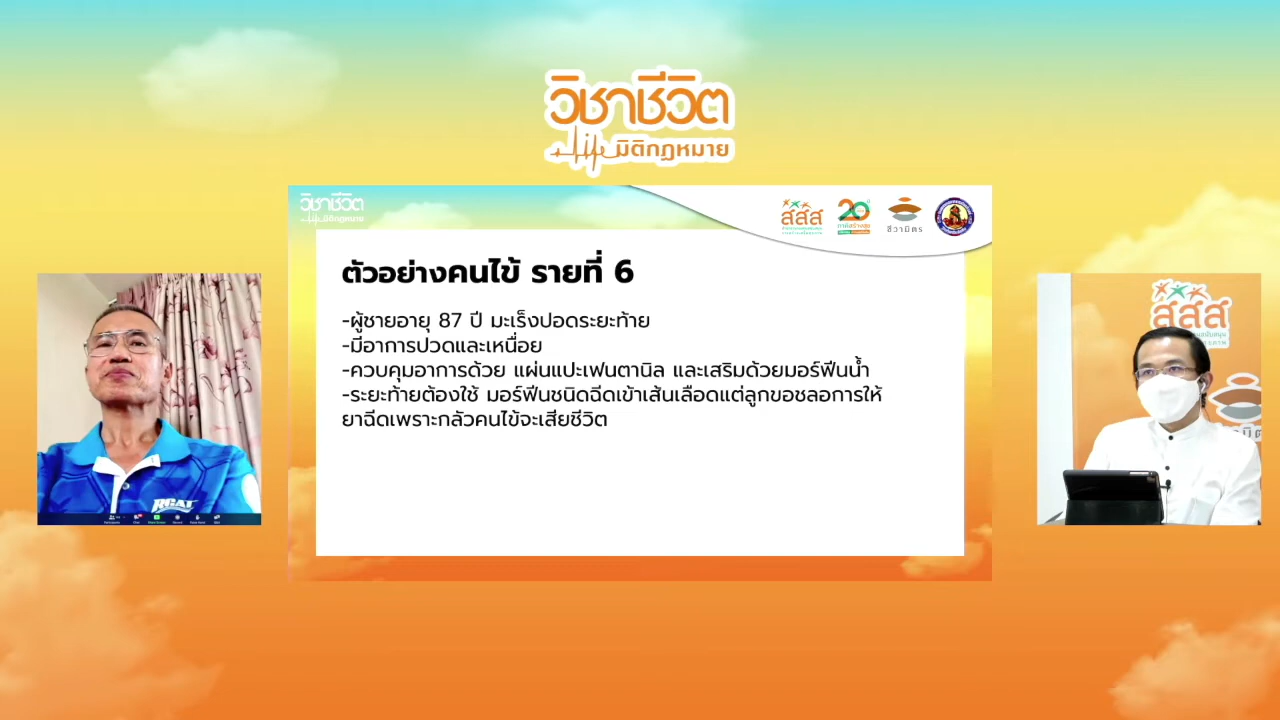 วิชาชีวิต
Life มิติกฎหมาย
วิชาชีวิต
มิติกฎหมาย
สสส
20
ชีวามิตร
ตัวอย่างคนไข้ รายที่ 6
-ผู้ชายอายุ 87 ปี มะเร็งปอดระยะท้าย
-มีอาการปวดและเหนื่อย
-ควบคุมอาการด้วย แผ่นแปะเฟนตานิล และเสริมด้วยมอร์ฟีนน้ำ
-ระยะท้ายต้องใช้ มอร์ฟีนชนิดฉีดเข้าเส้นเลือดแต่ลูกขอชลอการให้
ยาฉีดเพราะกลัวคนไข้จะเสียชีวิต
RCAT
สสส